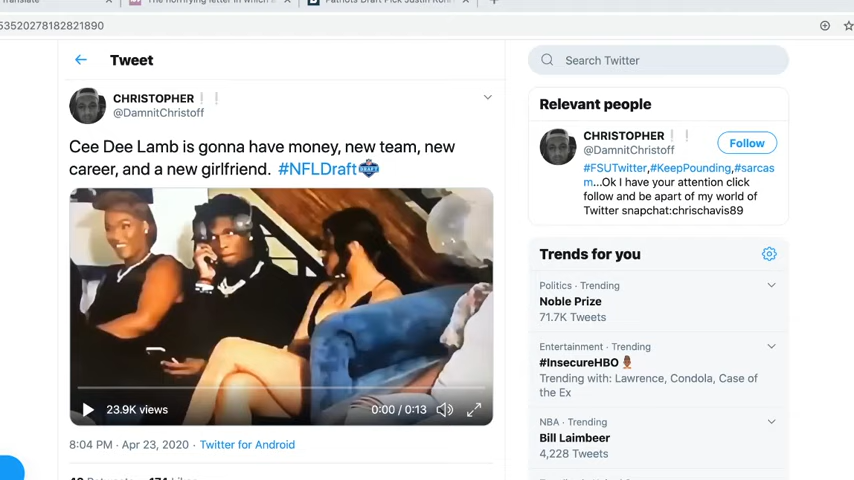 Translate
The horrifying letter in which
Patriots Draft Pick Justin Rohr
53520278182821890
Tweet
CHRISTOPHER❕❕
@DamnitChristoff
Cee Dee Lamb is gonna have money, new team, new
career, and a new girlfriend. #NFLDraft
DRAFT
23.9K views
0:00 / 0:13
8:04 PM · Apr 23, 2020 · Twitter for Android
Search Twitter
Relevant people
CHRISTOPHER❕❕
@DamnitChristoff
Follow
#FSUTwitter,#KeepPounding,#sarcas
m...Ok I have your attention click
follow and be apart of my world of
Twitter snapchat:chrischavis89
Trends for you
Politics · Trending
Noble Prize
71.7K Tweets
Entertainment · Trending
#InsecureHBO
Trending with: Lawrence, Condola, Case of
the Ex
NBA · Trending
Bill Laimbeer
4,228 Tweets